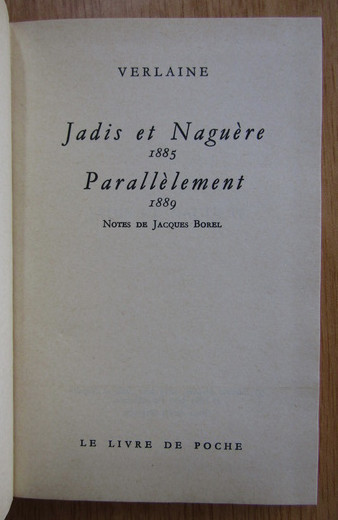 VERLAINE
Jadis et Naguère
1885
Parallèlement
1889
NOTES DE JACQUES BOREL
LE LIVRE DE POCHE